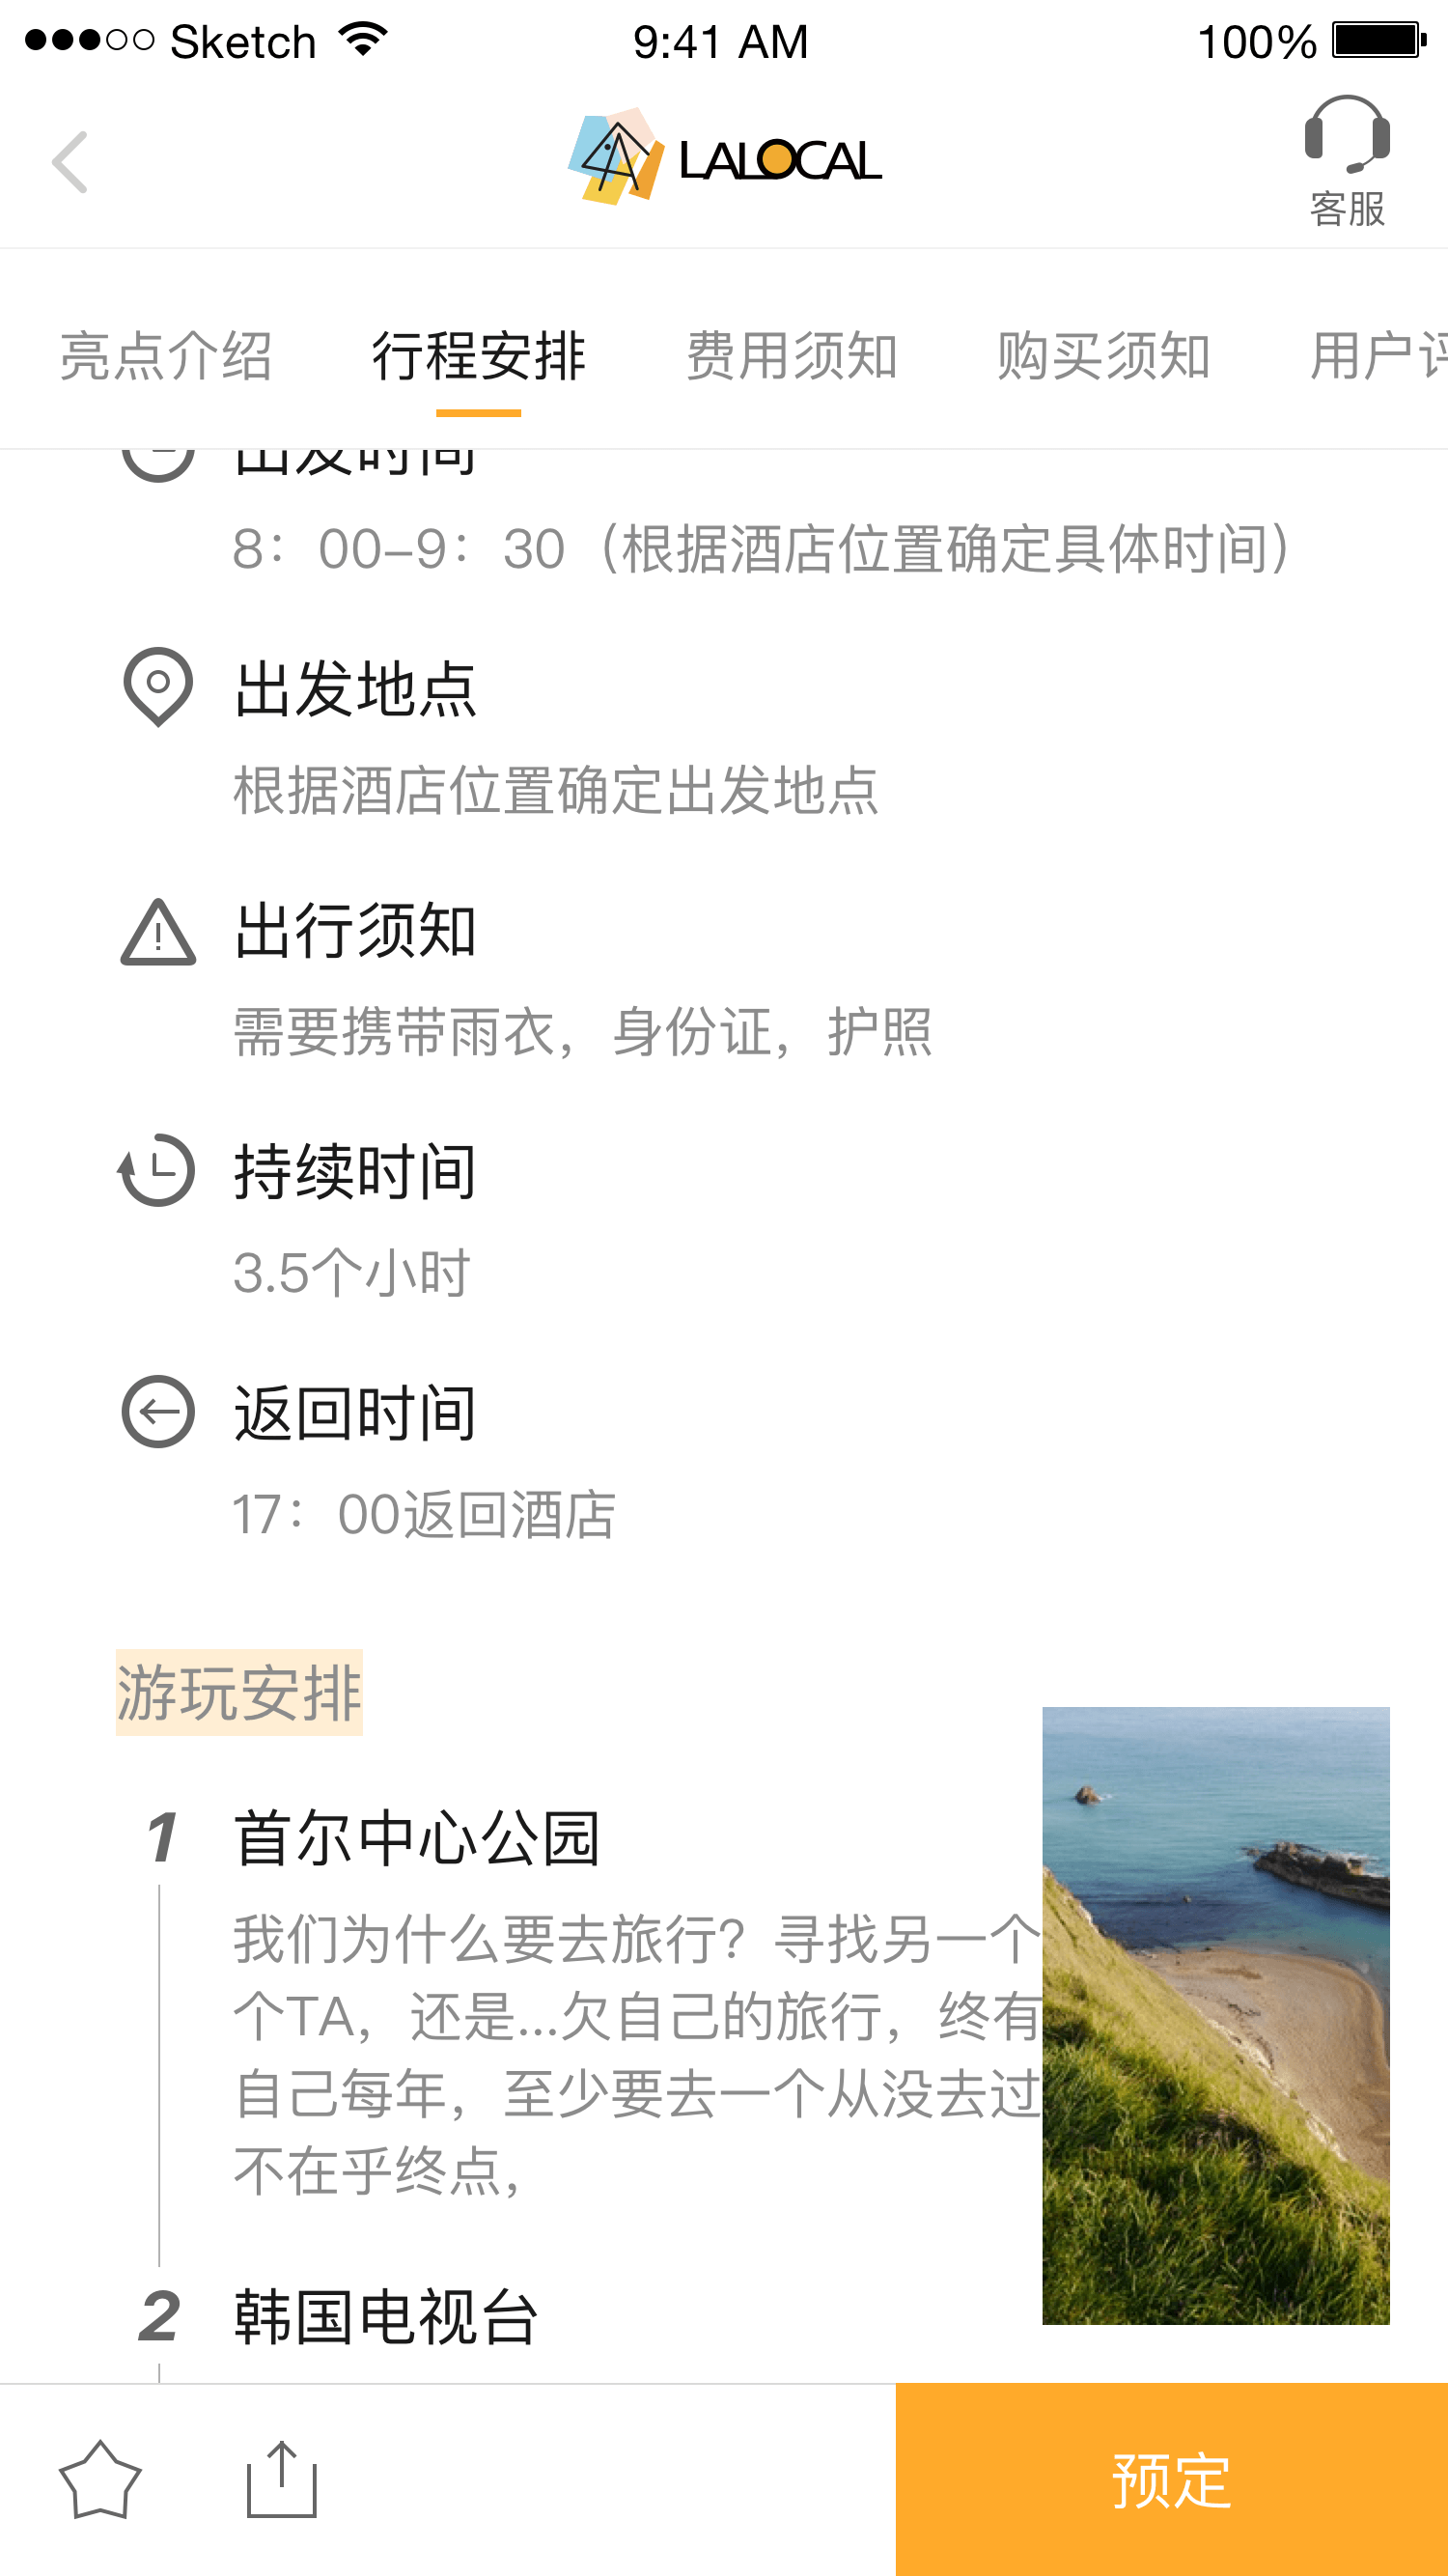 Sketch 9:41 AM 100%
LALOCAL
客服
亮点介绍 行程安排 费用须知 购买须知 用户评
出发时间
8：00–9：30（根据酒店位置确定具体时间）
出发地点
根据酒店位置确定出发地点
出行须知
需要携带雨衣，身份证，护照
持续时间
3.5个小时
返回时间
17：00返回酒店
游玩安排
1 首尔中心公园
我们为什么要去旅行？寻找另一个
个TA，还是...欠自己的旅行，终有
自己每年，至少要去一个从没去过
不在乎终点，
2 韩国电视台
预定